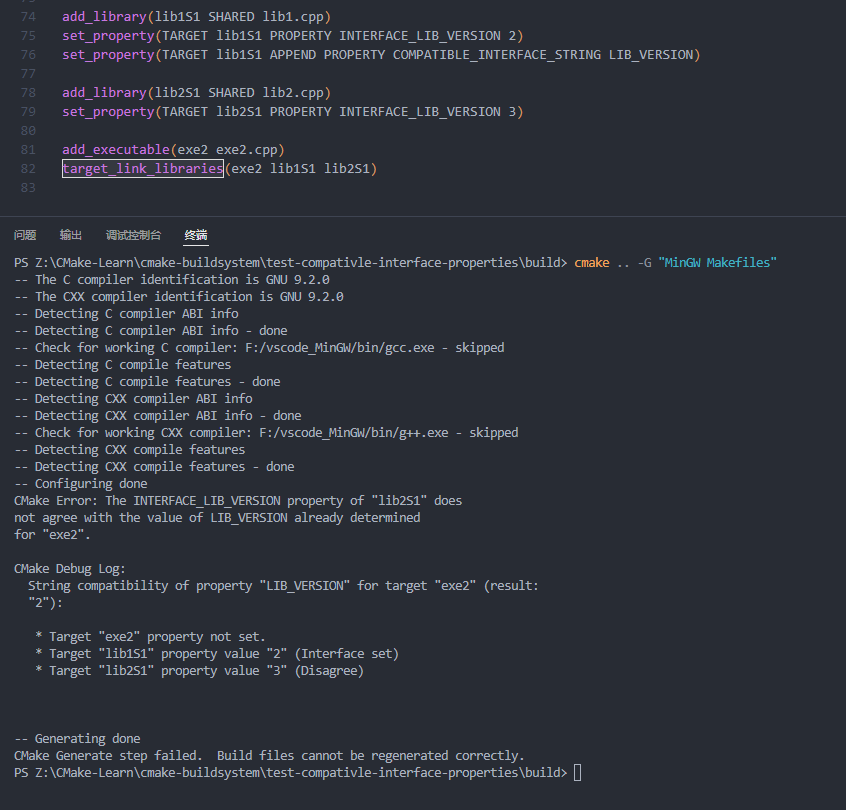 74 add_library(lib1S1 SHARED lib1.cpp)
75 set_property(TARGET lib1S1 PROPERTY INTERFACE_LIB_VERSION 2)
76 set_property(TARGET lib1S1 APPEND PROPERTY COMPATIBLE_INTERFACE_STRING LIB_VERSION)
77
78 add_library(lib2S1 SHARED lib2.cpp)
79 set_property(TARGET lib2S1 PROPERTY INTERFACE_LIB_VERSION 3)
80
81 add_executable(exe2 exe2.cpp)
82 target_link_libraries(exe2 lib1S1 lib2S1)
83
问题 输出 调试控制台 终端
PS Z:\CMake-Learn\cmake-buildsystem\test-compativle-interface-properties\build> cmake .. -G "MinGW Makefiles"
-- The C compiler identification is GNU 9.2.0
-- The CXX compiler identification is GNU 9.2.0
-- Detecting C compiler ABI info
-- Detecting C compiler ABI info - done
-- Check for working C compiler: F:/vscode_MinGW/bin/gcc.exe - skipped
-- Detecting C compile features
-- Detecting C compile features - done
-- Detecting CXX compiler ABI info
-- Detecting CXX compiler ABI info - done
-- Check for working CXX compiler: F:/vscode_MinGW/bin/g++.exe - skipped
-- Detecting CXX compile features
-- Detecting CXX compile features - done
-- Configuring done
CMake Error: The INTERFACE_LIB_VERSION property of "lib2S1" does
not agree with the value of LIB_VERSION already determined
for "exe2".
CMake Debug Log:
String compatibility of property "LIB_VERSION" for target "exe2" (result:
"2"):
* Target "exe2" property not set.
* Target "lib1S1" property value "2" (Interface set)
* Target "lib2S1" property value "3" (Disagree)
-- Generating done
CMake Generate step failed.  Build files cannot be regenerated correctly.
PS Z:\CMake-Learn\cmake-buildsystem\test-compativle-interface-properties\build>